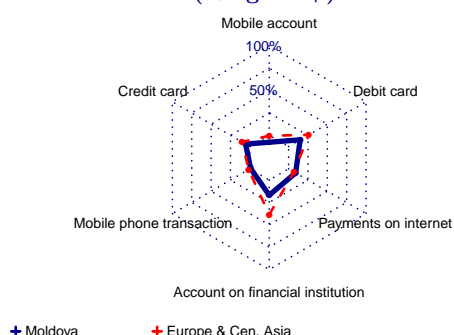 Mobile account
100%
50%
Credit card
Debit card
Mobile phone transaction
Payments on internet
Account on financial institution
Moldova
Europe & Cen. Asia